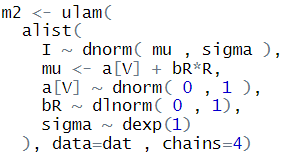 m2 <- ulam(
alist(
I ~ dnorm( mu , sigma ),
mu <- a[V] + bR*R,
a[V] ~ dnorm( 0 , 1 ),
bR ~ dlnorm( 0 , 1),
sigma ~ dexp(1)
), data=dat , chains=4)